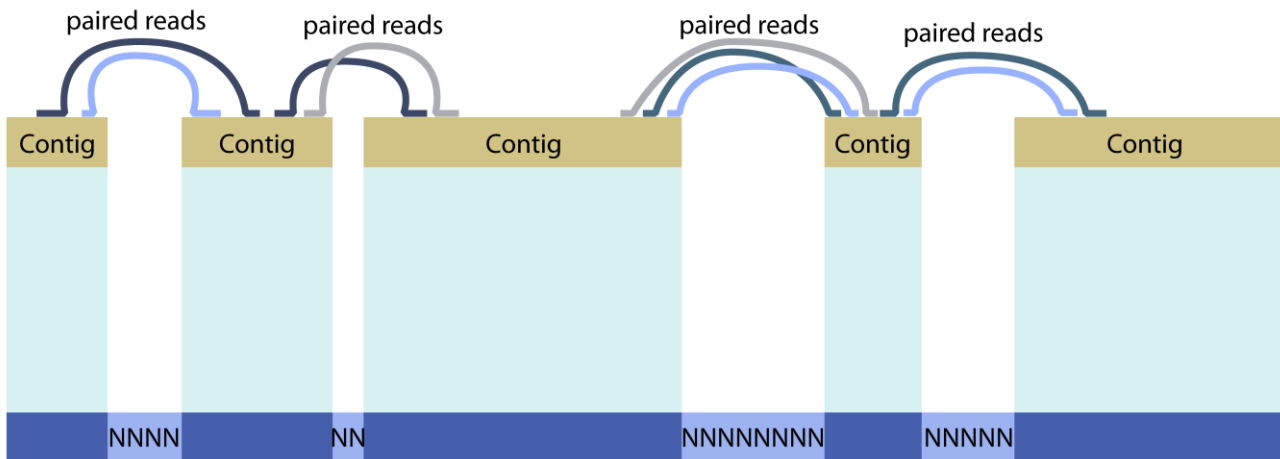 paired reads paired reads paired reads paired reads
Contig Contig Contig Contig Contig
NNNN NN NNNNNNNN NNNNN